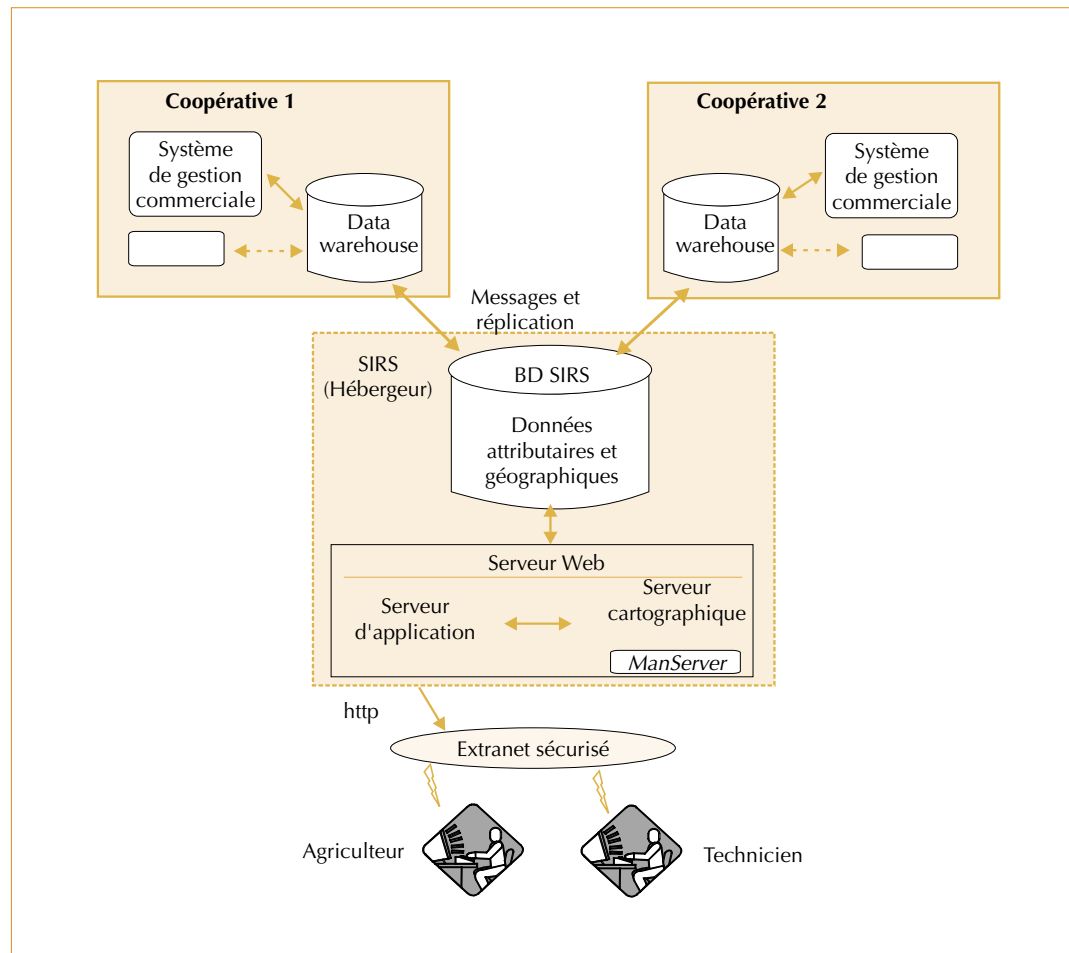 Coopérative 1
Système
de gestion
commerciale
Data
warehouse
Coopérative 2
Système
de gestion
commerciale
Data
warehouse
Messages et
réplication
SIRS
(Hébergeur)
BD SIRS
Données
attributaires et
géographiques
Serveur Web
Serveur
d'application
Serveur
cartographique
ManServer
http
Extranet sécurisé
Agriculteur
Technicien